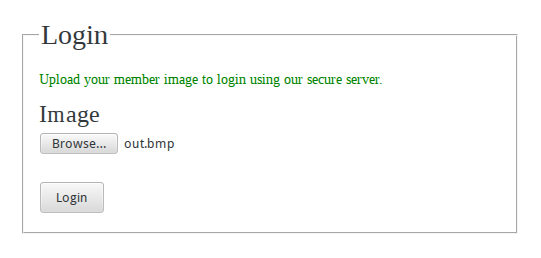 Login
Upload your member image to login using our secure server.
Image
Browse... out.bmp
Login